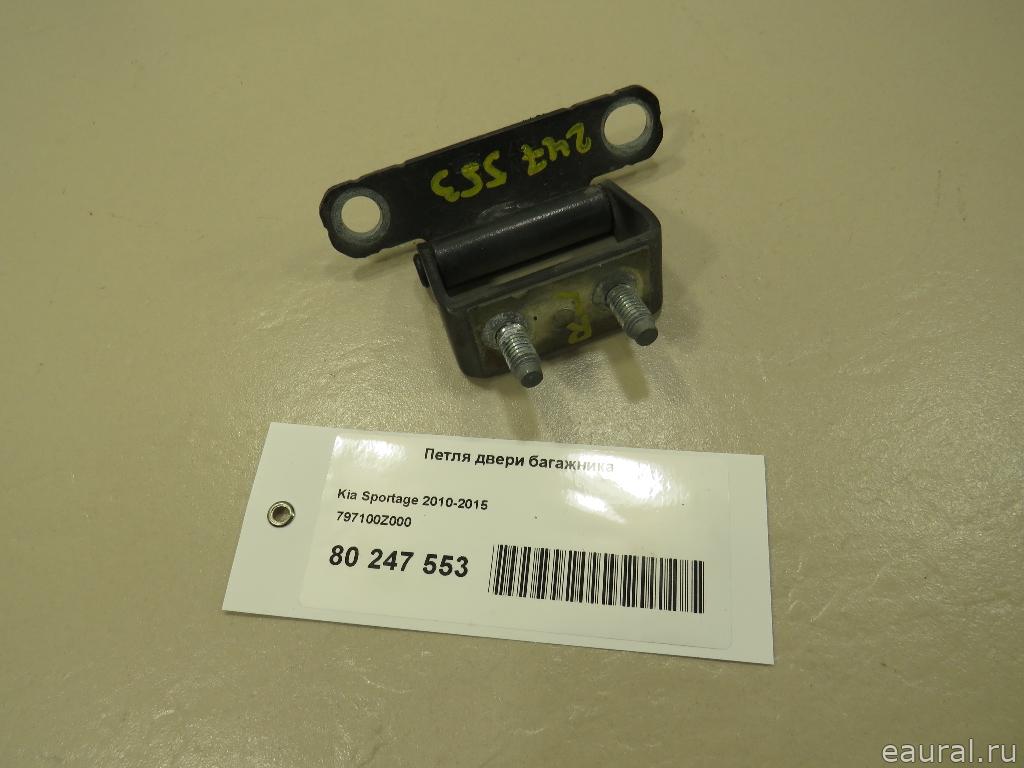 247 553
Петля двери багажника
Kia Sportage 2010-2015
797100Z000
80 247 553
eaural.ru